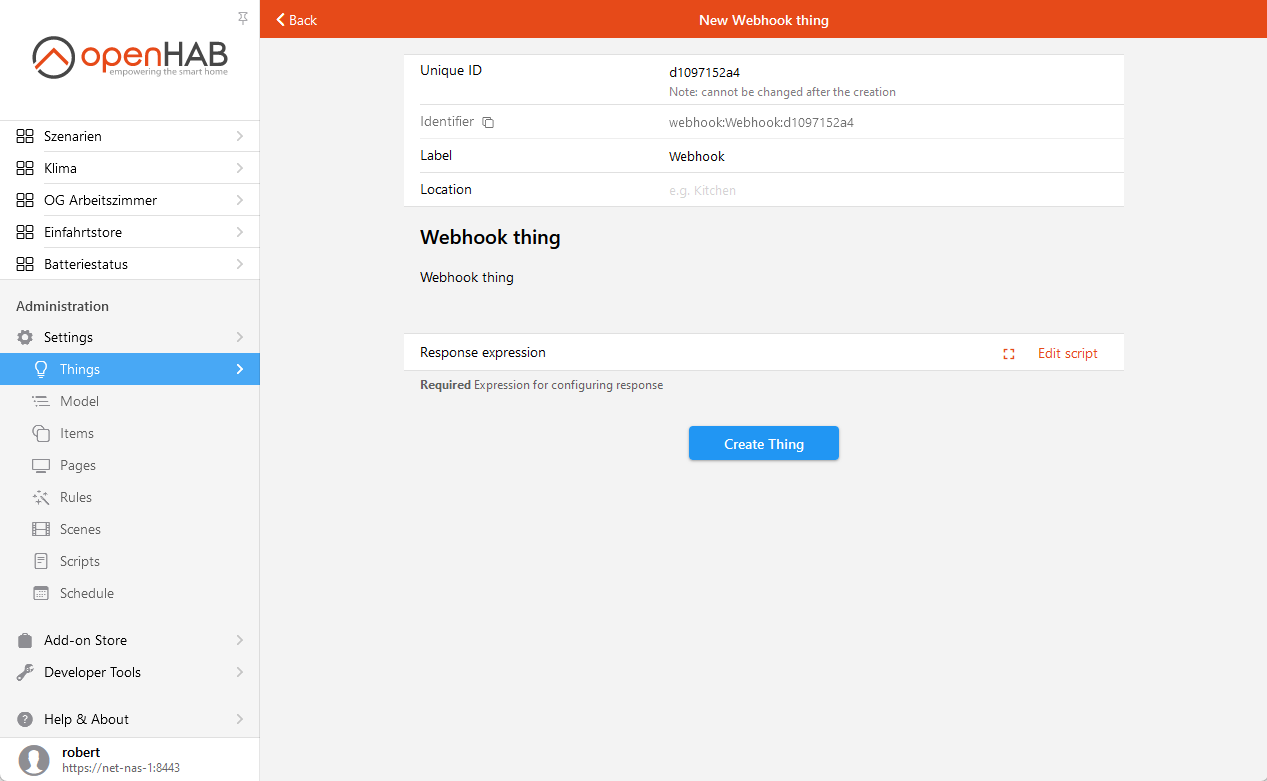 openHAB
empowering the smart home
Szenarien
Klima
OG Arbeitszimmer
Einfahrtstore
Batteriestatus
Administration
Settings
Things
Model
Items
Pages
Rules
Scenes
Scripts
Schedule
Add-on Store
Developer Tools
Help & About
robert
https://net-nas-1:8443
Back
New Webhook thing
Unique ID
d1097152a4
Note: cannot be changed after the creation
Identifier
webhook:Webhook:d1097152a4
Label
Webhook
Location
e.g. Kitchen
Webhook thing
Webhook thing
Response expression
Edit script
Required Expression for configuring response
Create Thing